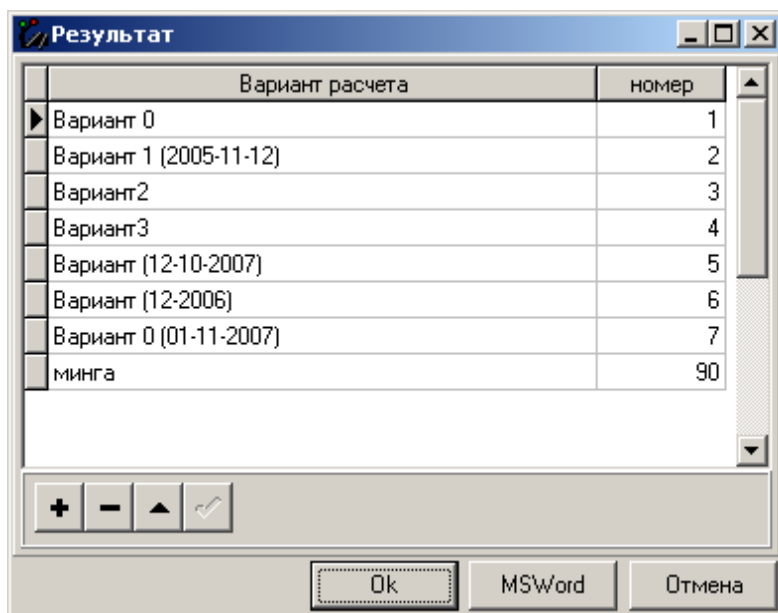 Результат
Вариант расчета номер
Вариант 0 1
Вариант 1 (2005-11-12) 2
Вариант2 3
Вариант3 4
Вариант (12-10-2007) 5
Вариант (12-2006) 6
Вариант 0 (01-11-2007) 7
минга 90
Ok MSWord Отмена